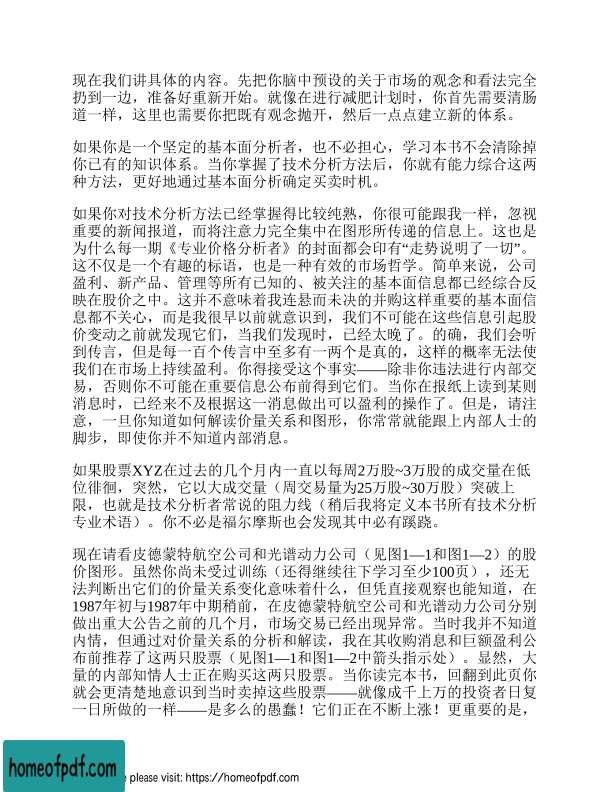 现在我们讲具体的内容。先把你脑中预设的关于市场的观念和看法完全
扔到一边，准备好重新开始。就像在进行减肥计划时，你首先需要清肠
道一样，这里也需要你把既有观念抛开，然后一点点建立新的体系。
如果你是一个坚定的基本面分析者，也不必担心，学习本书不会清除掉
你已有的知识体系。当你掌握了技术分析方法后，你就有能力综合这两
种方法，更好地通过基本面分析确定买卖时机。
如果你对技术分析方法已经掌握得比较纯熟，你很可能跟我一样，忽视
重要的新闻报道，而将注意力完全集中在图形所传递的信息上。这也是
为什么每一期《专业价格分析者》的封面都会印有“走势说明了一切”。
这不仅是一个有趣的标语，也是一种有效的市场哲学。简单来说，公司
盈利、新产品、管理等所有已知的、被关注的基本面信息都已经综合反
映在股价之中。这并不意味着我连悬而未决的并购这样重要的基本面信
息都不关心，而是我很早以前就意识到，我们不可能在这些信息引起股
价变动之前就发现它们，当我们发现时，已经太晚了。的确，我们会听
到传言，但是每一百个传言中至多有一两个是真的，这样的概率无法使
我们在市场上持续盈利。你得接受这个事实——除非你违法进行内部交
易，否则你不可能在重要信息公布前得到它们。当你在报纸上读到某则
消息时，已经来不及根据这一消息做出可以盈利的操作了。但是，请注
意，一旦你知道如何解读价量关系和图形，你常常就能跟上内部人士的
脚步，即使你并不知道内部消息。
如果股票XYZ在过去的几个月内一直以每周2万股~3万股的成交量在低
位徘徊，突然，它以大成交量（周交易量为25万股~30万股）突破上
限，也就是技术分析者常说的阻力线（稍后我将定义本书所有技术分析
专业术语）。你不必是福尔摩斯也会发现其中必有蹊跷。
现在请看皮德蒙特航空公司和光谱动力公司（见图1—1和图1—2）的股
价图形。虽然你尚未受过训练（还得继续往下学习至少100页），还无
法判断出它们的价量关系变化意味着什么，但凭直接观察也能知道，在
1987年初与1987年中期稍前，在皮德蒙特航空公司和光谱动力公司分别
做出重大公告之前的几个月，市场交易已经出现异常。当时我并不知道
内情，但通过对价量关系的分析和解读，我在其收购消息和巨额盈利公
布前推荐了这两只股票（见图1—1和图1—2中箭头指示处）。显然，大
量的内部知情人士正在购买这两只股票。当你读完本书，回翻到此页你
就会更清楚地意识到当时卖掉这些股票——就像成千上万的投资者日复
一日所做的一样——是多么的愚蠢！它们正在不断上涨！更重要的是，
homeofpdf.com
e please visit: https://homeofpdf.com